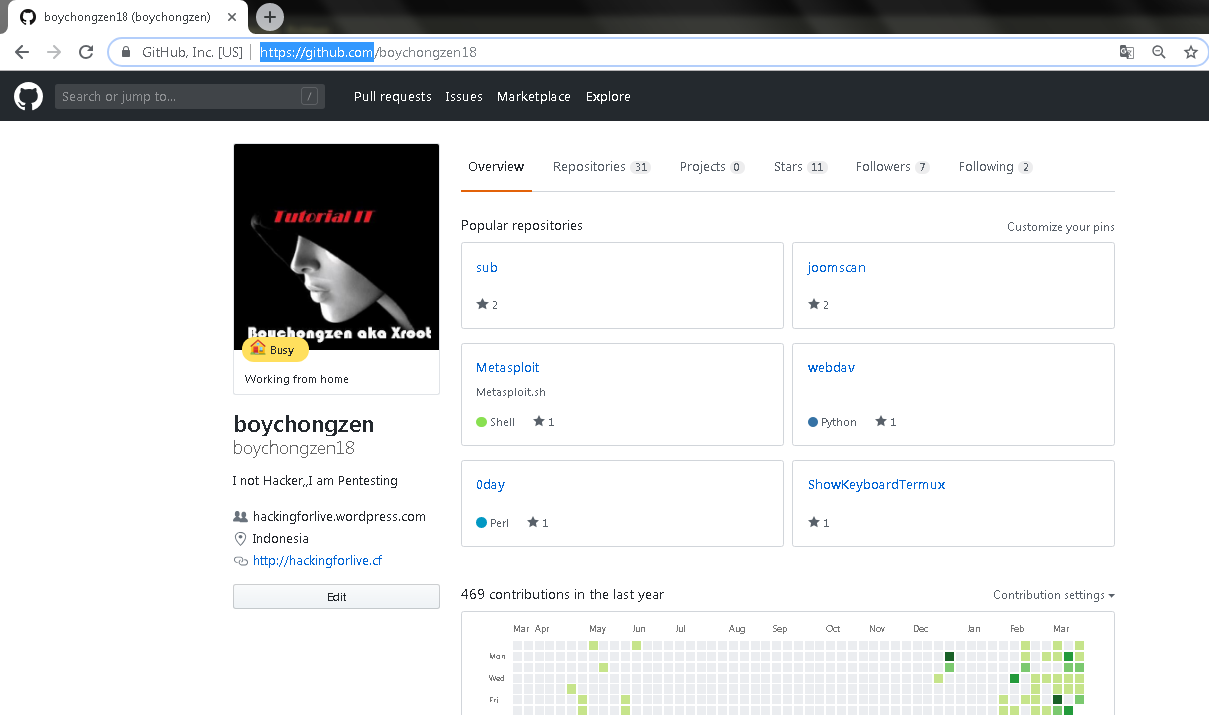 boychongzen18 (boychongzen)
GitHub, Inc. [US] | https://github.com/boychongzen18
Search or jump to... /
Pull requests Issues Marketplace Explore
Tutorial IT
Boychongzen aka Xroot
Busy
Working from home
boychongzen
boychongzen18
I not Hacker,,I am Pentesting
hackingforlive.wordpress.com
Indonesia
http://hackingforlive.cf
Edit
Overview Repositories 31 Projects 0 Stars 11 Followers 7 Following 2
Popular repositories Customize your pins
sub
2
joomscan
2
Metasploit
Metasploit.sh
Shell 1
webdav
Python 1
0day
Perl 1
ShowKeyboardTermux
1
469 contributions in the last year Contribution settings
Mar Apr May Jun Jul Aug Sep Oct Nov Dec Jan Feb Mar
Mon
Wed
Fri